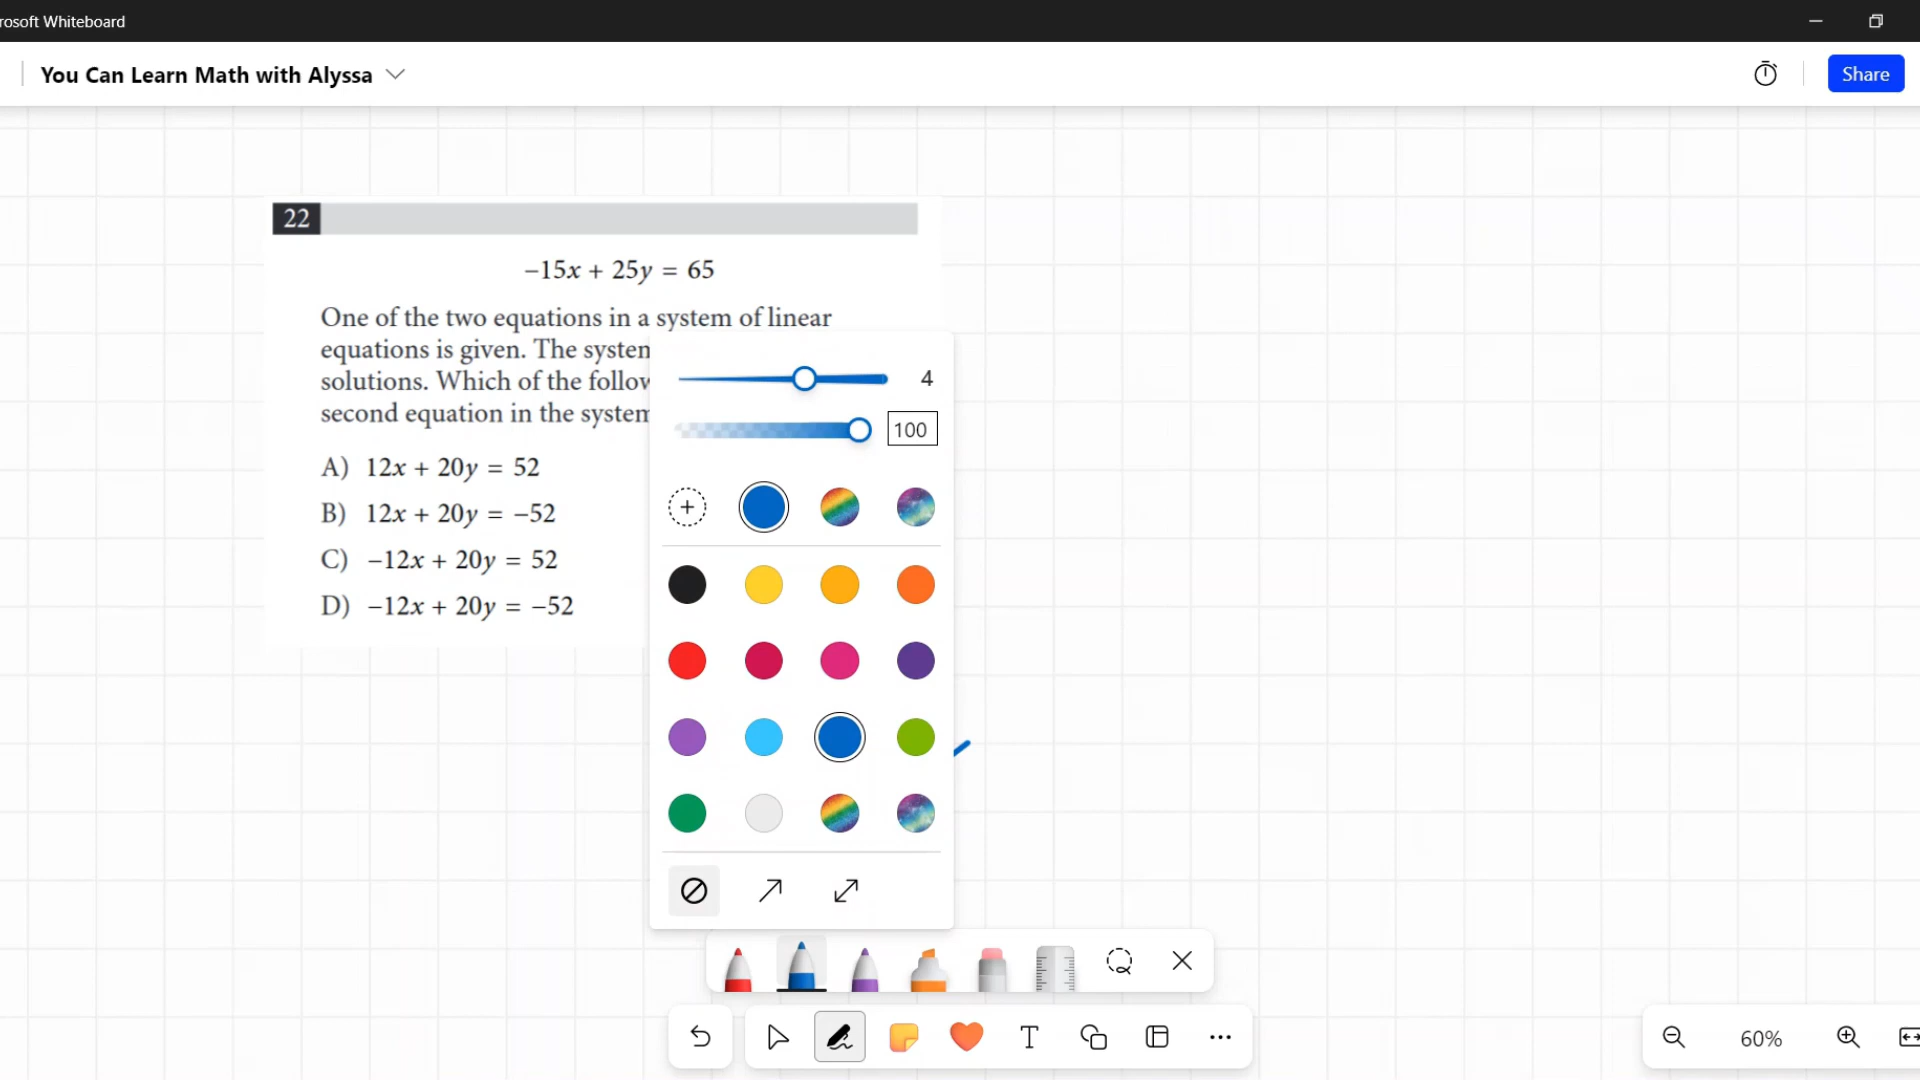 rosoft Whiteboard
You Can Learn Math with Alyssa
Share
22
−15x + 25y = 65
One of the two equations in a system of linear
equations is given. The system
solutions. Which of the follow
second equation in the system
A) 12x + 20y = 52
B) 12x + 20y = −52
C) −12x + 20y = 52
D) −12x + 20y = −52
4
100
60%